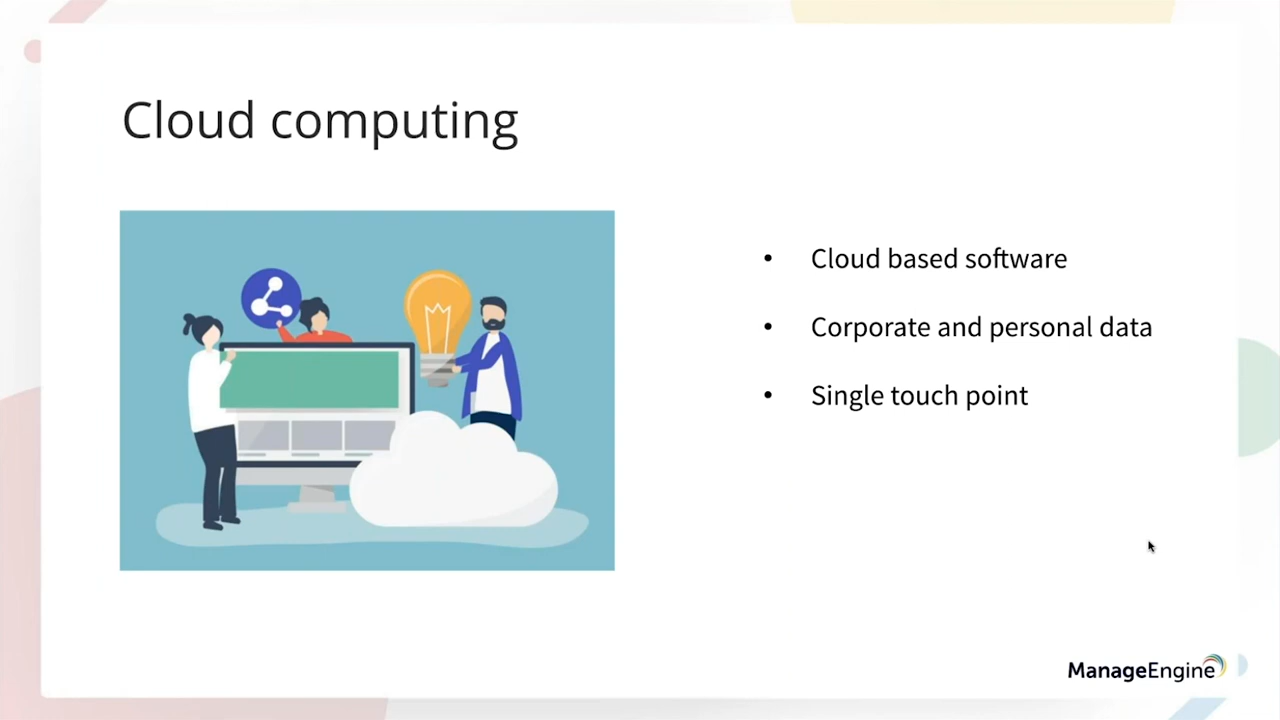 Cloud computing
• Cloud based software
• Corporate and personal data
• Single touch point
ManageEngine